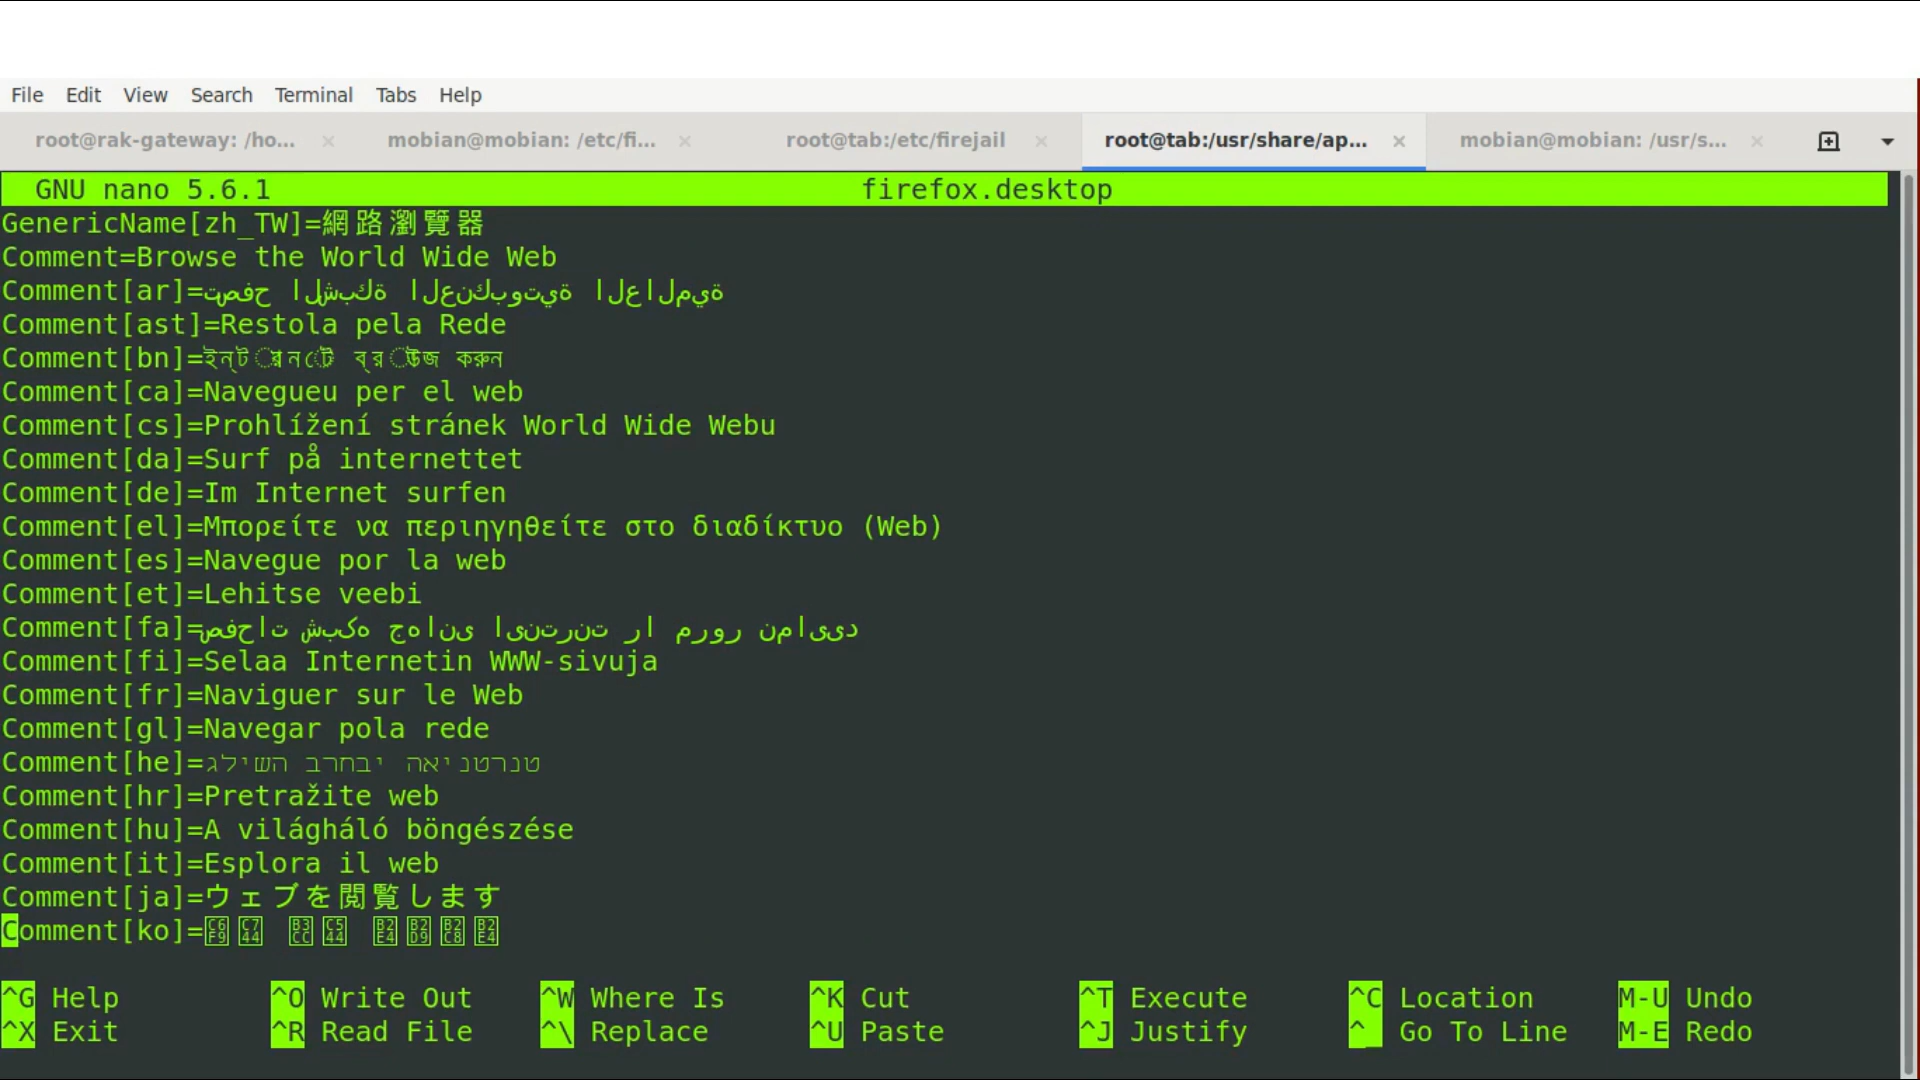 File Edit View Search Terminal Tabs Help
root@rak-gateway: /ho... mobian@mobian: /etc/fi... root@tab:/etc/firejail root@tab:/usr/share/ap... mobian@mobian: /usr/s...
GNU nano 5.6.1 firefox.desktop
GenericName[zh_TW]=網路瀏覽器
Comment=Browse the World Wide Web
Comment[ar]=تصفح الشبكة العنكبوتية العالمية
Comment[ast]=Restola pela Rede
Comment[bn]=ইন্টারনেট ব্রাউজ করুন
Comment[ca]=Navegueu per el web
Comment[cs]=Prohlížení stránek World Wide Webu
Comment[da]=Surf på internettet
Comment[de]=Im Internet surfen
Comment[el]=Μπορείτε να περιηγηθείτε στο διαδίκτυο (Web)
Comment[es]=Navegue por la web
Comment[et]=Lehitse veebi
Comment[fa]=صفحات شبکه جهانی اینترنت را مرور نمایید
Comment[fi]=Selaa Internetin WWW-sivuja
Comment[fr]=Naviguer sur le Web
Comment[gl]=Navegar pola rede
Comment[he]=גלישה ברחבי האינטרנט
Comment[hr]=Pretražite web
Comment[hu]=A világháló böngészése
Comment[it]=Esplora il web
Comment[ja]=ウェブを閲覧します
Comment[ko]=
^G Help ^O Write Out ^W Where Is ^K Cut ^T Execute ^C Location M-U Undo
^X Exit ^R Read File ^\ Replace ^U Paste ^J Justify ^_ Go To Line M-E Redo